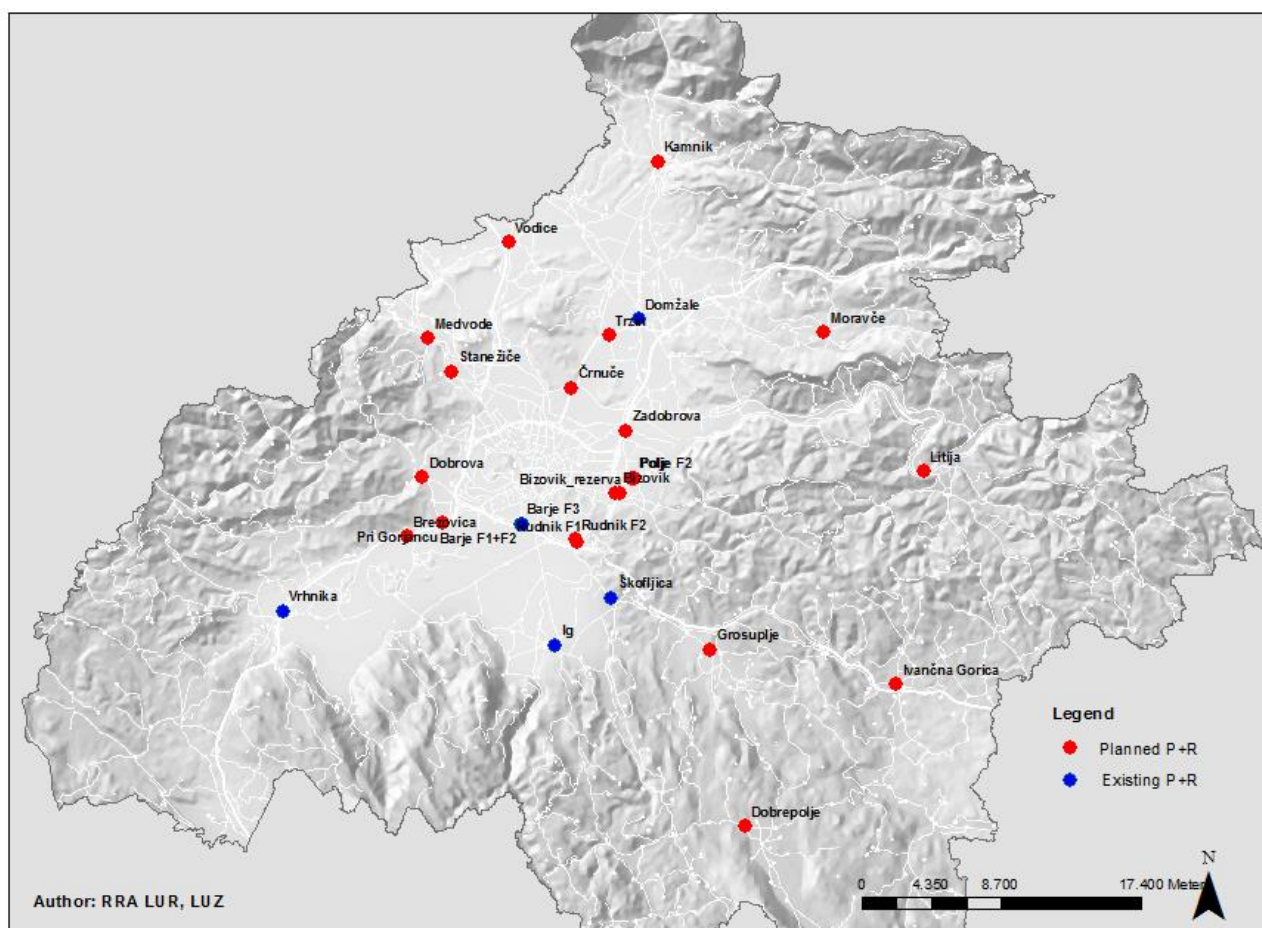 Kamnik
Vodice
Domžale
Trzin
Moravče
Medvode
Stanežiče
Črnuče
Zadobrova
Litija
Dobrova
Polje F2
Bizovik_rezerva
Bizovik
Barje F3
Rudnik F1
Rudnik F2
Brezovica
Pri Gorjancu
Barje F1+F2
Škofljica
Vrhnika
Ig
Grosuplje
Ivančna Gorica
Legend
Planned P+R
Existing P+R
Dobrepolje
N
0 4.350 8.700 17.400 Meters
Author: RRA LUR, LUZ